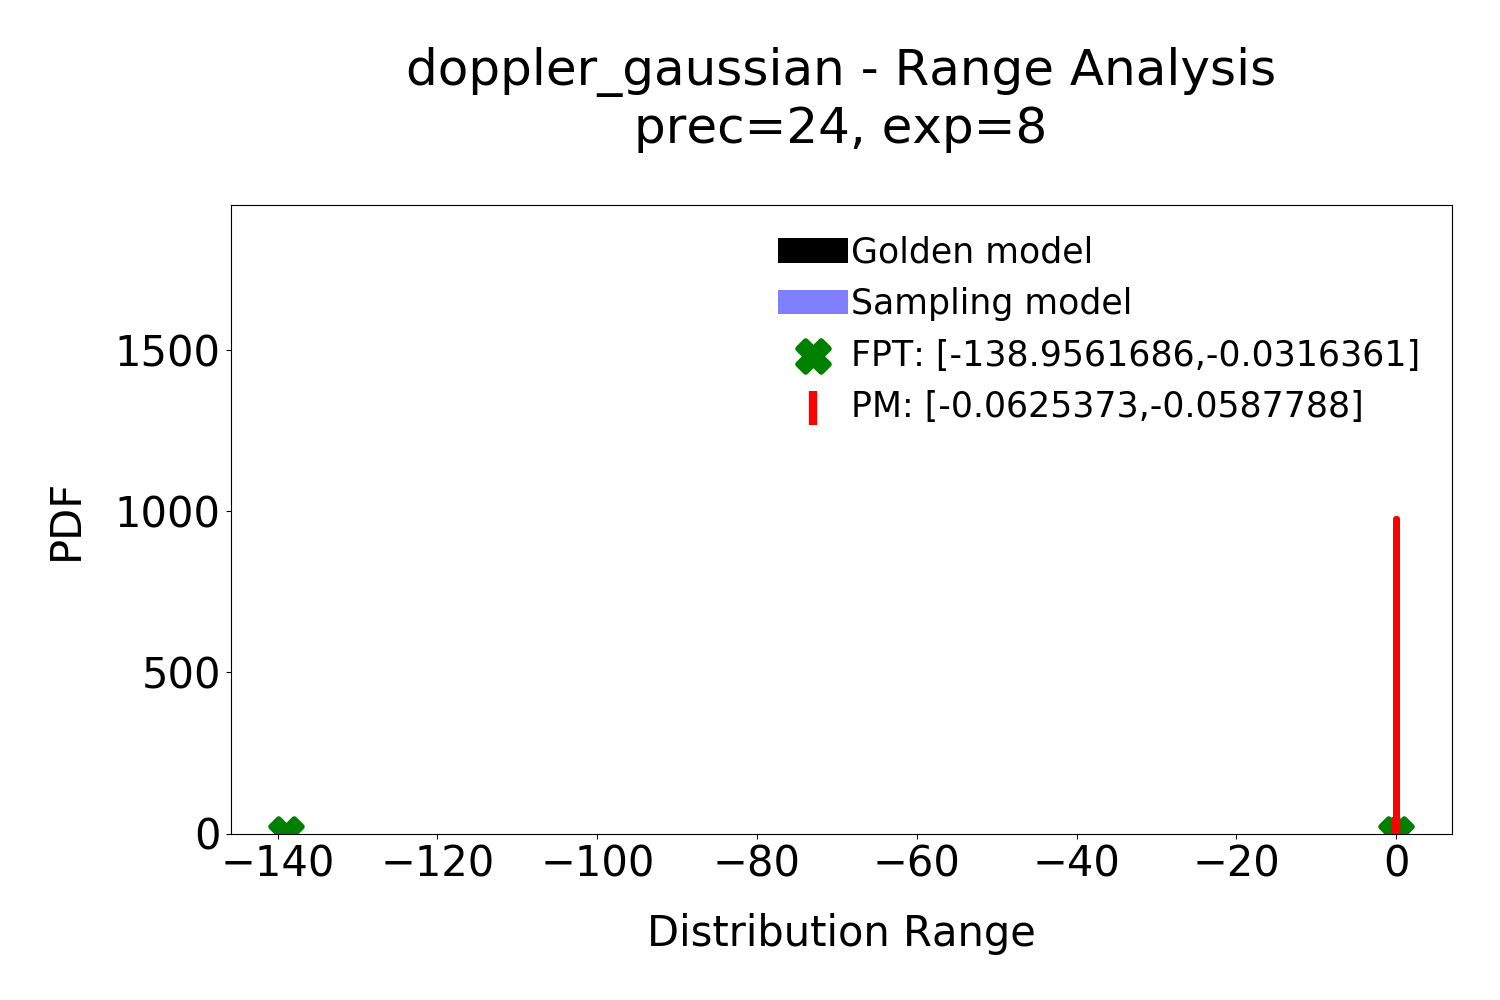 doppler_gaussian - Range Analysis
prec=24, exp=8
Golden model
Sampling model
FPT: [-138.9561686,-0.0316361]
PM: [-0.0625373,-0.0587788]
PDF
1500
1000
500
0
−140 −120 −100 −80 −60 −40 −20 0
Distribution Range